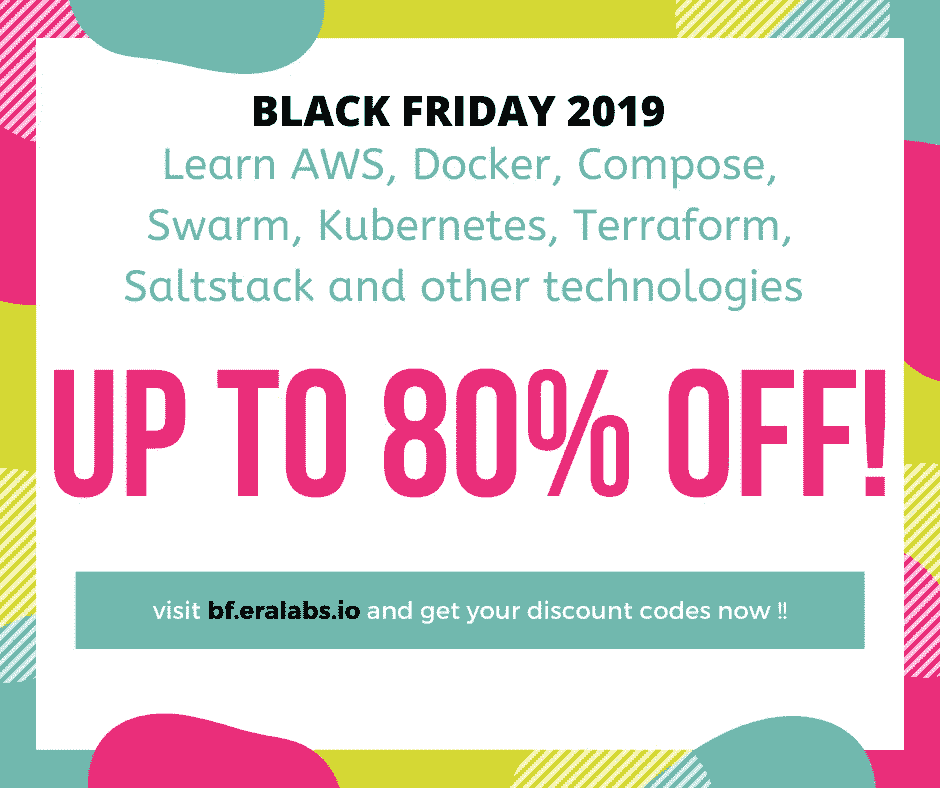 BLACK FRIDAY 2019
Learn AWS, Docker, Compose,
Swarm, Kubernetes, Terraform,
Saltstack and other technologies
UP TO 80% OFF!
visit bf.eralabs.io and get your discount codes now !!